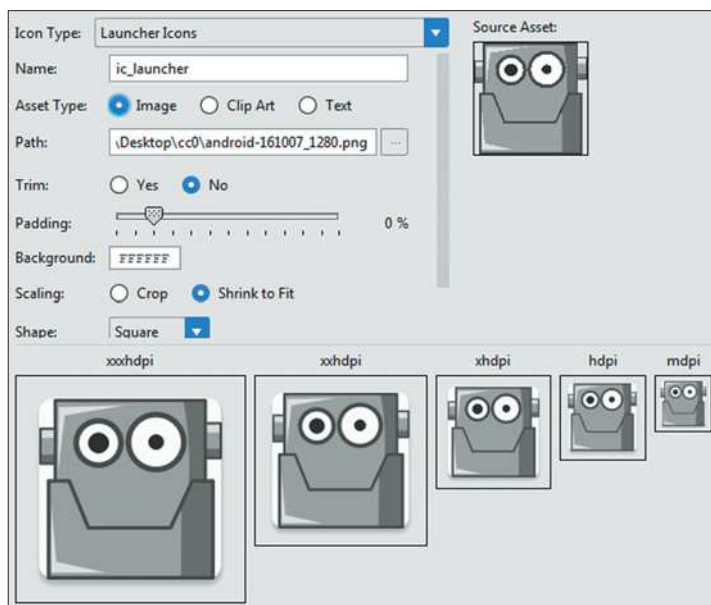 Icon Type: Launcher Icons
Source Asset:
Name: ic_launcher
Asset Type: Image Clip Art Text
Path: \Desktop\cc0\android-161007_1280.png ...
Trim: Yes No
Padding: 0 %
Background: FFFFFF
Scaling: Crop Shrink to Fit
Shape: Square
xxxhdpi xxhdpi xhdpi hdpi mdpi